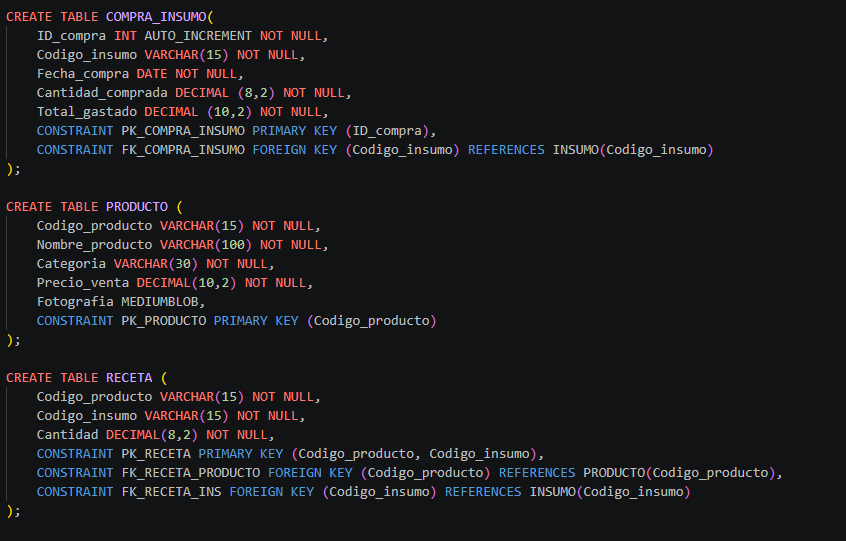 CREATE TABLE COMPRA_INSUMO(
    ID_compra INT AUTO_INCREMENT NOT NULL,
    Codigo_insumo VARCHAR(15) NOT NULL,
    Fecha_compra DATE NOT NULL,
    Cantidad_comprada DECIMAL (8,2) NOT NULL,
    Total_gastado DECIMAL (10,2) NOT NULL,
    CONSTRAINT PK_COMPRA_INSUMO PRIMARY KEY (ID_compra),
    CONSTRAINT FK_COMPRA_INSUMO FOREIGN KEY (Codigo_insumo) REFERENCES INSUMO(Codigo_insumo)
);

CREATE TABLE PRODUCTO (
    Codigo_producto VARCHAR(15) NOT NULL,
    Nombre_producto VARCHAR(100) NOT NULL,
    Categoria VARCHAR(30) NOT NULL,
    Precio_venta DECIMAL(10,2) NOT NULL,
    Fotografia MEDIUMBLOB,
    CONSTRAINT PK_PRODUCTO PRIMARY KEY (Codigo_producto)
);

CREATE TABLE RECETA (
    Codigo_producto VARCHAR(15) NOT NULL,
    Codigo_insumo VARCHAR(15) NOT NULL,
    Cantidad DECIMAL(8,2) NOT NULL,
    CONSTRAINT PK_RECETA PRIMARY KEY (Codigo_producto, Codigo_insumo),
    CONSTRAINT FK_RECETA_PRODUCTO FOREIGN KEY (Codigo_producto) REFERENCES PRODUCTO(Codigo_producto),
    CONSTRAINT FK_RECETA_INS FOREIGN KEY (Codigo_insumo) REFERENCES INSUMO(Codigo_insumo)
);